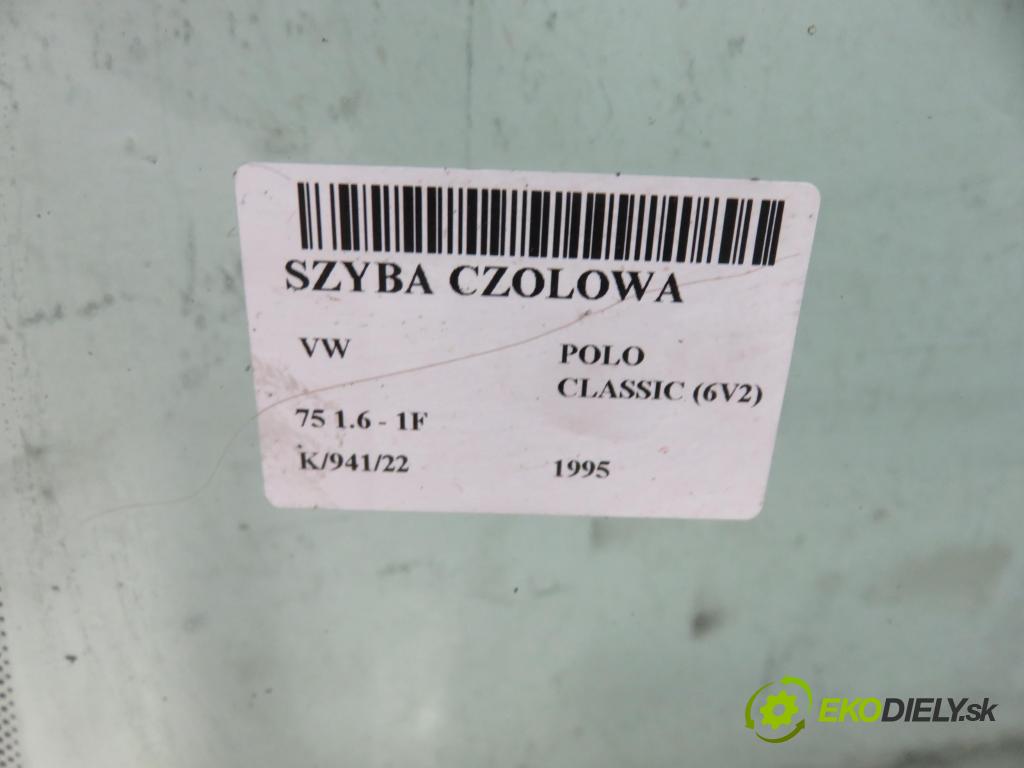 SZYBA CZOLOWA
VW
POLO
CLASSIC (6V2)
75 1.6 - 1F
K/941/22
1995
EKODIELY.sk